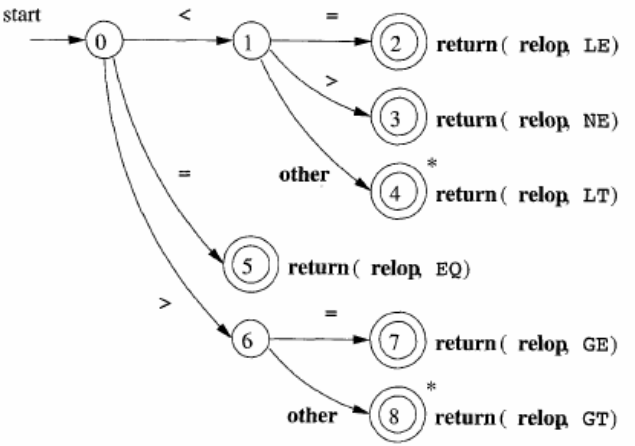 start
0
<
1
=
2
return( relop, LE)
>
3
return( relop, NE)
other
4
*
return( relop, LT)
=
5
return( relop, EQ)
>
6
=
7
return( relop, GE)
other
8
*
return( relop, GT)